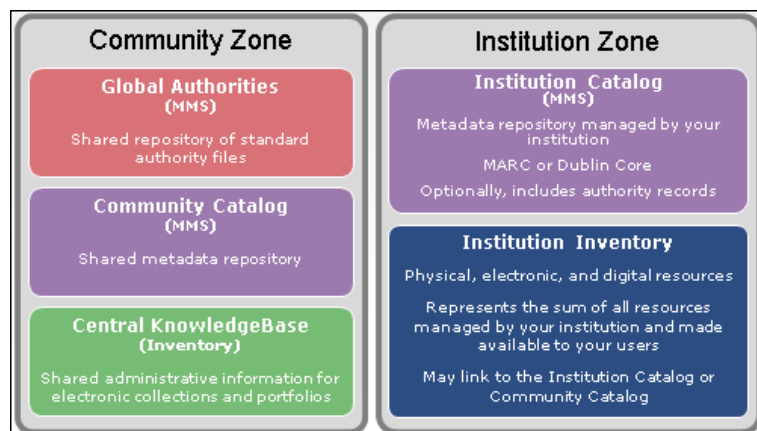 Community Zone
Global Authorities
(MMS)
Shared repository of standard
authority files
Community Catalog
(MMS)
Shared metadata repository
Central KnowledgeBase
(Inventory)
Shared administrative information for
electronic collections and portfolios
Institution Zone
Institution Catalog
(MMS)
Metadata repository managed by your
institution
MARC or Dublin Core
Optionally, includes authority records
Institution Inventory
Physical, electronic, and digital resources
Represents the sum of all resources
managed by your institution and made
available to your users
May link to the Institution Catalog or
Community Catalog